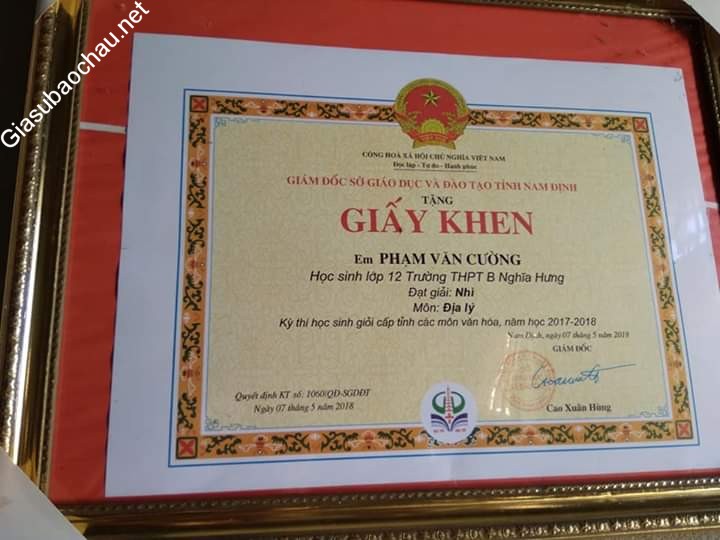 Giasubaochau.net
CỘNG HOÀ XÃ HỘI CHỦ NGHĨA VIỆT NAM
Độc lập - Tự do - Hạnh phúc
GIÁM ĐỐC SỞ GIÁO DỤC VÀ ĐÀO TẠO TỈNH NAM ĐỊNH
TẶNG
GIẤY KHEN
Em PHẠM VĂN CƯỜNG
Học sinh lớp 12 Trường THPT B Nghĩa Hưng
Đạt giải: Nhì
Môn: Địa lý
Kỳ thi học sinh giỏi cấp tỉnh các môn văn hóa, năm học 2017-2018
Nam Định, ngày 07 tháng 5 năm 2018
GIÁM ĐỐC
Quyết định KT số: 1060/QĐ-SGDĐT
Ngày 07 tháng 5 năm 2018
Cao Xuân Hùng